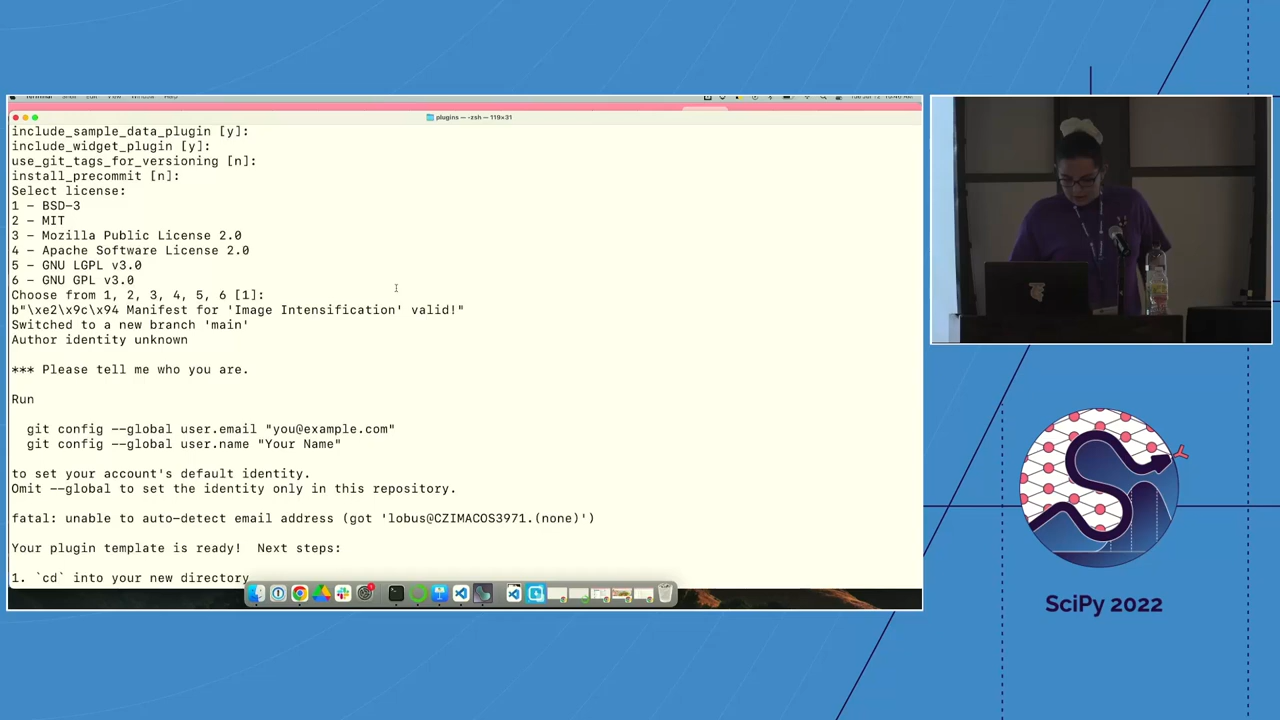 plugins — -zsh — 119×31
include_sample_data_plugin [y]:
include_widget_plugin [y]:
use_git_tags_for_versioning [n]:
install_precommit [n]:
Select license:
1 - BSD-3
2 - MIT
3 - Mozilla Public License 2.0
4 - Apache Software License 2.0
5 - GNU LGPL v3.0
6 - GNU GPL v3.0
Choose from 1, 2, 3, 4, 5, 6 [1]:
b"\xe2\x9c\x94 Manifest for 'Image Intensification' valid!"
Switched to a new branch 'main'
Author identity unknown
*** Please tell me who you are.
Run
git config --global user.email "you@example.com"
git config --global user.name "Your Name"
to set your account's default identity.
Omit --global to set the identity only in this repository.
fatal: unable to auto-detect email address (got 'lobus@CZIMACOS3971.(none)')
Your plugin template is ready!  Next steps:
1. `cd` into your new directory
SciPy 2022